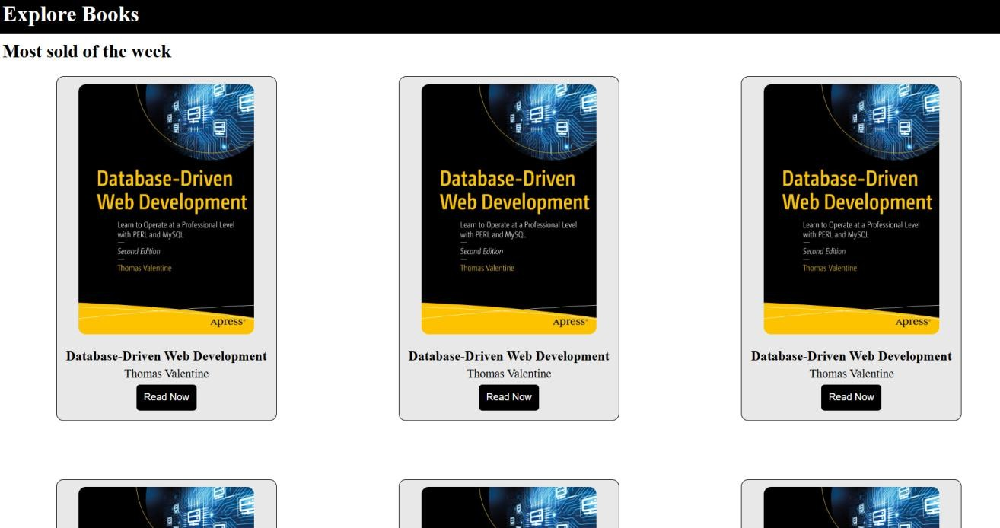 Explore Books
Most sold of the week
Database-Driven
Web Development
Learn to Operate at a Professional Level
with PERL and MySQL
—
Second Edition
—
Thomas Valentine
Apress®
Database-Driven Web Development
Thomas Valentine
Read Now
Database-Driven
Web Development
Learn to Operate at a Professional Level
with PERL and MySQL
—
Second Edition
—
Thomas Valentine
Apress®
Database-Driven Web Development
Thomas Valentine
Read Now
Database-Driven
Web Development
Learn to Operate at a Professional Level
with PERL and MySQL
—
Second Edition
—
Thomas Valentine
Apress®
Database-Driven Web Development
Thomas Valentine
Read Now